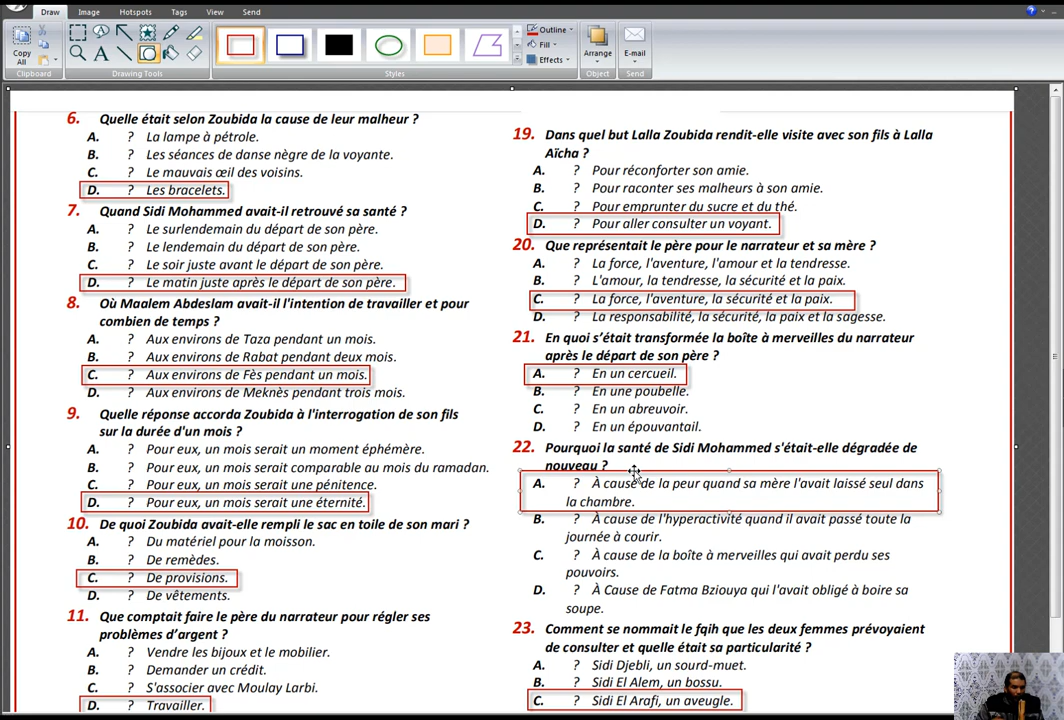 Draw
Image
Hotspots
Tags
View
Send
Copy
All
Clipboard
Drawing Tools
Styles
Outline
Fill
Effects
Arrange
Object
E-mail
Send
6. Quelle était selon Zoubida la cause de leur malheur ?
A. ? La lampe à pétrole.
B. ? Les séances de danse nègre de la voyante.
C. ? Le mauvais œil des voisins.
D. ? Les bracelets.
7. Quand Sidi Mohammed avait-il retrouvé sa santé ?
A. ? Le surlendemain du départ de son père.
B. ? Le lendemain du départ de son père.
C. ? Le soir juste avant le départ de son père.
D. ? Le matin juste après le départ de son père.
8. Où Maalem Abdeslam avait-il l'intention de travailler et pour
combien de temps ?
A. ? Aux environs de Taza pendant un mois.
B. ? Aux environs de Rabat pendant deux mois.
C. ? Aux environs de Fès pendant un mois.
D. ? Aux environs de Meknès pendant trois mois.
9. Quelle réponse accorda Zoubida à l'interrogation de son fils
sur la durée d'un mois ?
A. ? Pour eux, un mois serait un moment éphémère.
B. ? Pour eux, un mois serait comparable au mois du ramadan.
C. ? Pour eux, un mois serait une pénitence.
D. ? Pour eux, un mois serait une éternité.
10. De quoi Zoubida avait-elle rempli le sac en toile de son mari ?
A. ? Du matériel pour la moisson.
B. ? De remèdes.
C. ? De provisions.
D. ? De vêtements.
11. Que comptait faire le père du narrateur pour régler ses
problèmes d’argent ?
A. ? Vendre les bijoux et le mobilier.
B. ? Demander un crédit.
C. ? S'associer avec Moulay Larbi.
D. ? Travailler.
19. Dans quel but Lalla Zoubida rendit-elle visite avec son fils à Lalla
Aïcha ?
A. ? Pour réconforter son amie.
B. ? Pour raconter ses malheurs à son amie.
C. ? Pour emprunter du sucre et du thé.
D. ? Pour aller consulter un voyant.
20. Que représentait le père pour le narrateur et sa mère ?
A. ? La force, l'aventure, l'amour et la tendresse.
B. ? L'amour, la tendresse, la sécurité et la paix.
C. ? La force, l'aventure, la sécurité et la paix.
D. ? La responsabilité, la sécurité, la paix et la sagesse.
21. En quoi s’était transformée la boîte à merveilles du narrateur
après le départ de son père ?
A. ? En un cercueil.
B. ? En une poubelle.
C. ? En un abreuvoir.
D. ? En un épouvantail.
22. Pourquoi la santé de Sidi Mohammed s'était-elle dégradée de
nouveau ?
A. ? À cause de la peur quand sa mère l'avait laissé seul dans
la chambre.
B. ? À cause de l'hyperactivité quand il avait passé toute la
journée à courir.
C. ? À cause de la boîte à merveilles qui avait perdu ses
pouvoirs.
D. ? À Cause de Fatma Bziouya qui l'avait obligé à boire sa
soupe.
23. Comment se nommait le fqih que les deux femmes prévoyaient
de consulter et quelle était sa particularité ?
A. ? Sidi Djebli, un sourd-muet.
B. ? Sidi El Alem, un bossu.
C. ? Sidi El Arafi, un aveugle.